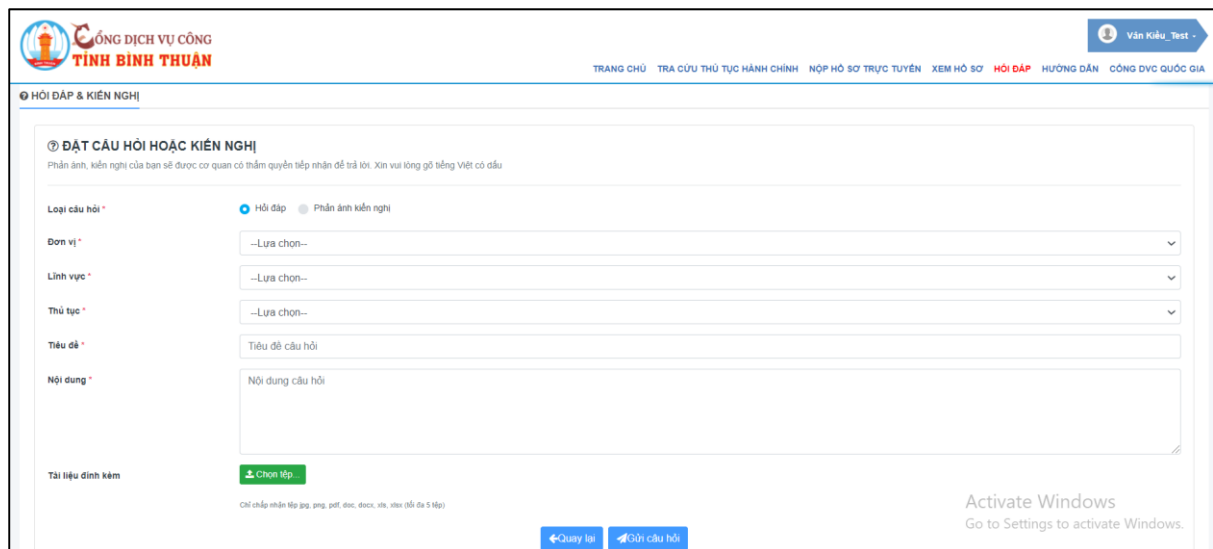 CỔNG DỊCH VỤ CÔNG
TỈNH BÌNH THUẬN
Văn Kiều_Test
TRANG CHỦ TRA CỨU THỦ TỤC HÀNH CHÍNH NỘP HỒ SƠ TRỰC TUYẾN XEM HỒ SƠ HỎI ĐÁP HƯỚNG DẪN CỔNG DVC QUỐC GIA
HỎI ĐÁP & KIẾN NGHỊ
ĐẶT CÂU HỎI HOẶC KIẾN NGHỊ
Phản ánh, kiến nghị của bạn sẽ được cơ quan có thẩm quyền tiếp nhận để trả lời. Xin vui lòng gõ tiếng Việt có dấu
Loại câu hỏi * Hỏi đáp Phản ánh kiến nghị
Đơn vị * --Lựa chọn--
Lĩnh vực * --Lựa chọn--
Thủ tục * --Lựa chọn--
Tiêu đề * Tiêu đề câu hỏi
Nội dung * Nội dung câu hỏi
Tài liệu đính kèm Chọn tệp...
Chỉ chấp nhận tệp jpg, png, pdf, doc, docx, xls, xlsx (tối đa 5 tệp)
Activate Windows
Go to Settings to activate Windows.
Quay lại Gửi câu hỏi